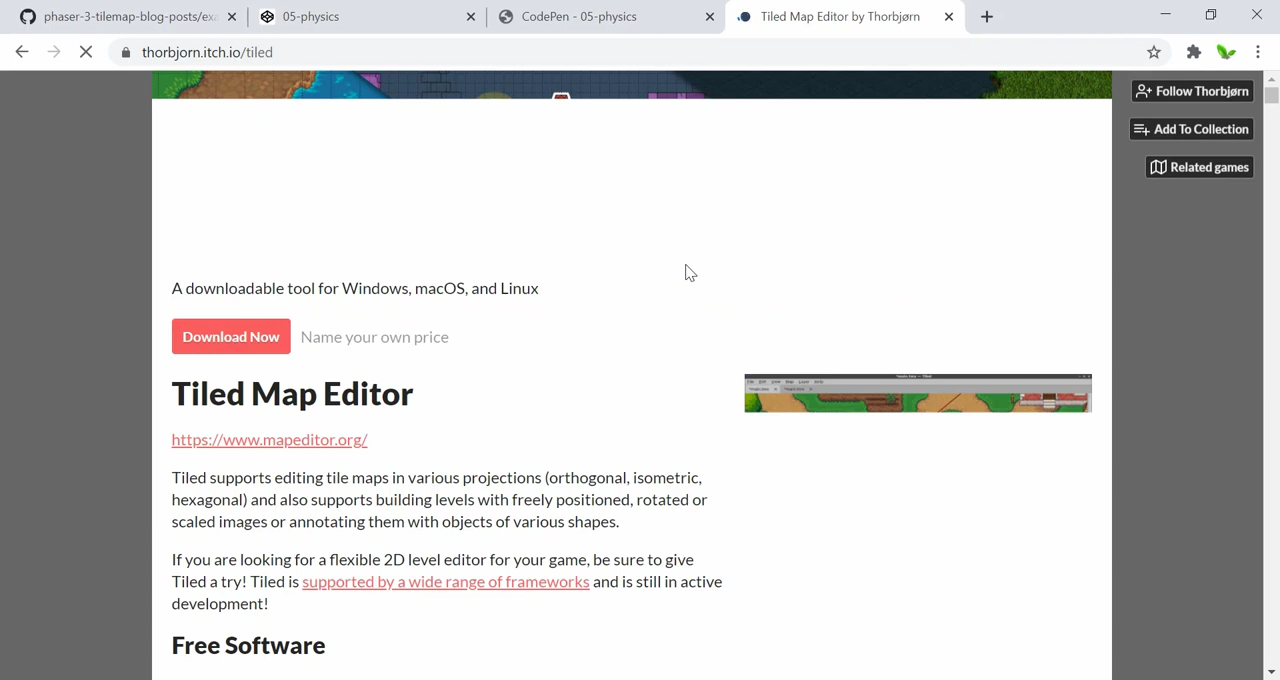 phaser-3-tilemap-blog-posts/exa
05-physics
CodePen - 05-physics
Tiled Map Editor by Thorbjørn
thorbjorn.itch.io/tiled
Follow Thorbjørn
Add To Collection
Related games
A downloadable tool for Windows, macOS, and Linux
Download Now Name your own price
Tiled Map Editor
https://www.mapeditor.org/
Tiled supports editing tile maps in various projections (orthogonal, isometric,
hexagonal) and also supports building levels with freely positioned, rotated or
scaled images or annotating them with objects of various shapes.
If you are looking for a flexible 2D level editor for your game, be sure to give
Tiled a try! Tiled is supported by a wide range of frameworks and is still in active
development!
Free Software